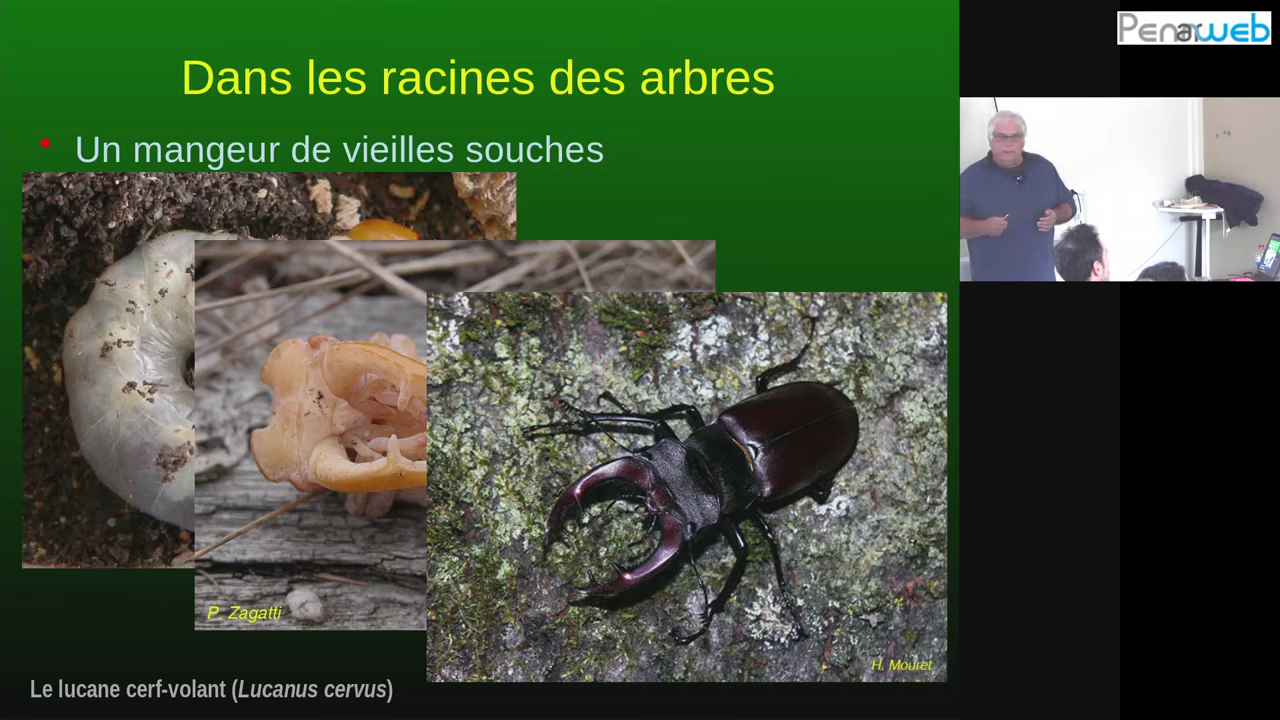 Penarweb
Dans les racines des arbres
Un mangeur de vieilles souches
P. Zagatti
H. Mouret
Le lucane cerf-volant (Lucanus cervus)